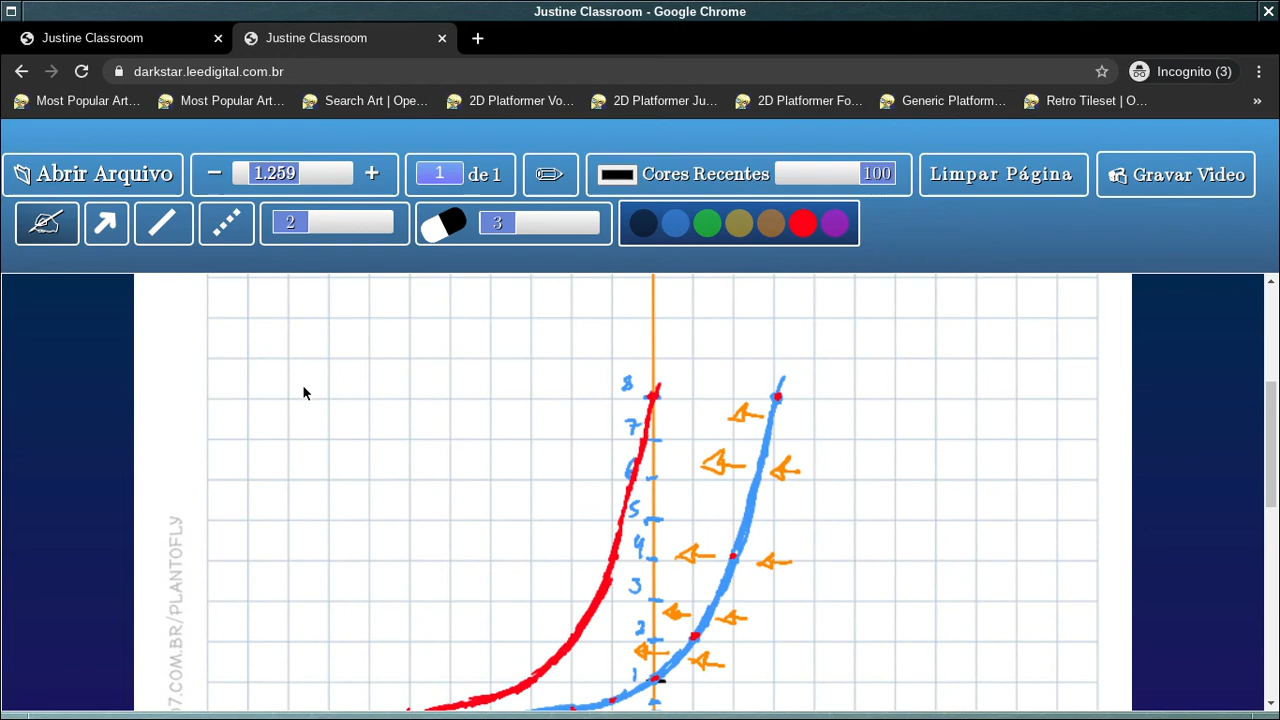 Justine Classroom - Google Chrome
Justine Classroom
Justine Classroom
darkstar.leedigital.com.br
Incognito (3)
Most Popular Art…
Most Popular Wr…
Search Art | Ope…
2D Platformer Vo…
2D Platformer Ju…
2D Platformer Fo…
Generic Platform…
Retro Tileset | O…
»
Abrir Arquivo
− 1.259 +
1 de 1
Cores Recentes 100
Limpar Página
Gravar Video
2
3
8
7
6
5
4
3
2
1
7.COM.BR/PLANTOFLY